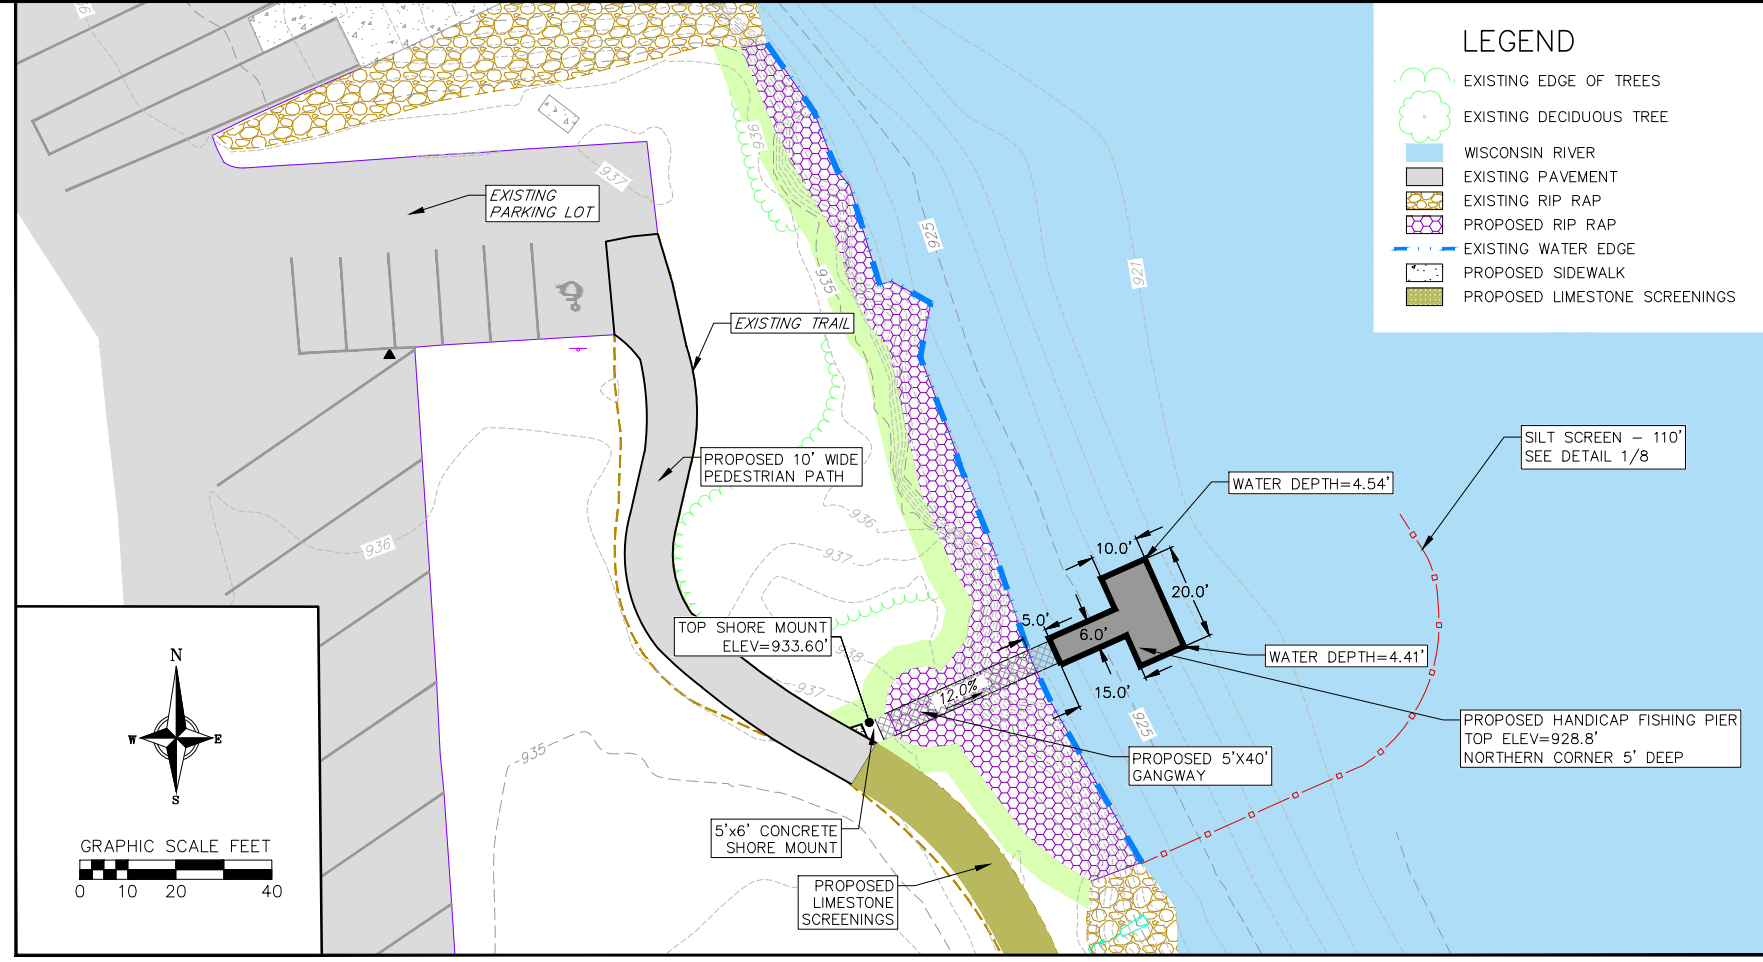 LEGEND
EXISTING EDGE OF TREES
EXISTING DECIDUOUS TREE
WISCONSIN RIVER
EXISTING PAVEMENT
EXISTING RIP RAP
PROPOSED RIP RAP
EXISTING WATER EDGE
PROPOSED SIDEWALK
PROPOSED LIMESTONE SCREENINGS
936
937
EXISTING
PARKING LOT
925
921
935
EXISTING TRAIL
SILT SCREEN – 110'
SEE DETAIL 1/8
PROPOSED 10' WIDE
PEDESTRIAN PATH
WATER DEPTH=4.54'
936
936
937
10.0'
20.0'
5.0'
6.0'
TOP SHORE MOUNT
ELEV=933.60'
938
WATER DEPTH=4.41'
937
12.0%
15.0'
925
PROPOSED HANDICAP FISHING PIER
TOP ELEV=928.8'
NORTHERN CORNER 5' DEEP
935
PROPOSED 5'X40'
GANGWAY
5'x6' CONCRETE
SHORE MOUNT
PROPOSED
LIMESTONE
SCREENINGS
N
W
E
S
GRAPHIC SCALE FEET
0 10 20 40